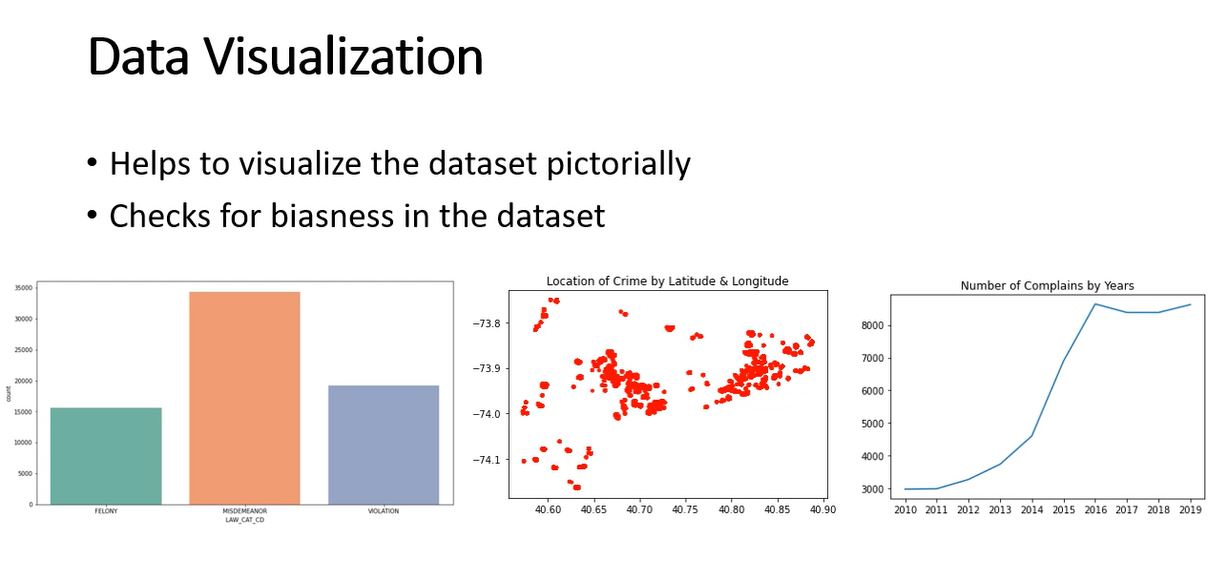 Data Visualization
• Helps to visualize the dataset pictorially
• Checks for biasness in the dataset
35000
30000
25000
20000
15000
10000
5000
0
count
FELONY MISDEMEANOR VIOLATION
LAW_CAT_CD
Location of Crime by Latitude & Longitude
−73.8
−73.9
−74.0
−74.1
40.60 40.65 40.70 40.75 40.80 40.85 40.90
Number of Complains by Years
8000
7000
6000
5000
4000
3000
2010 2011 2012 2013 2014 2015 2016 2017 2018 2019